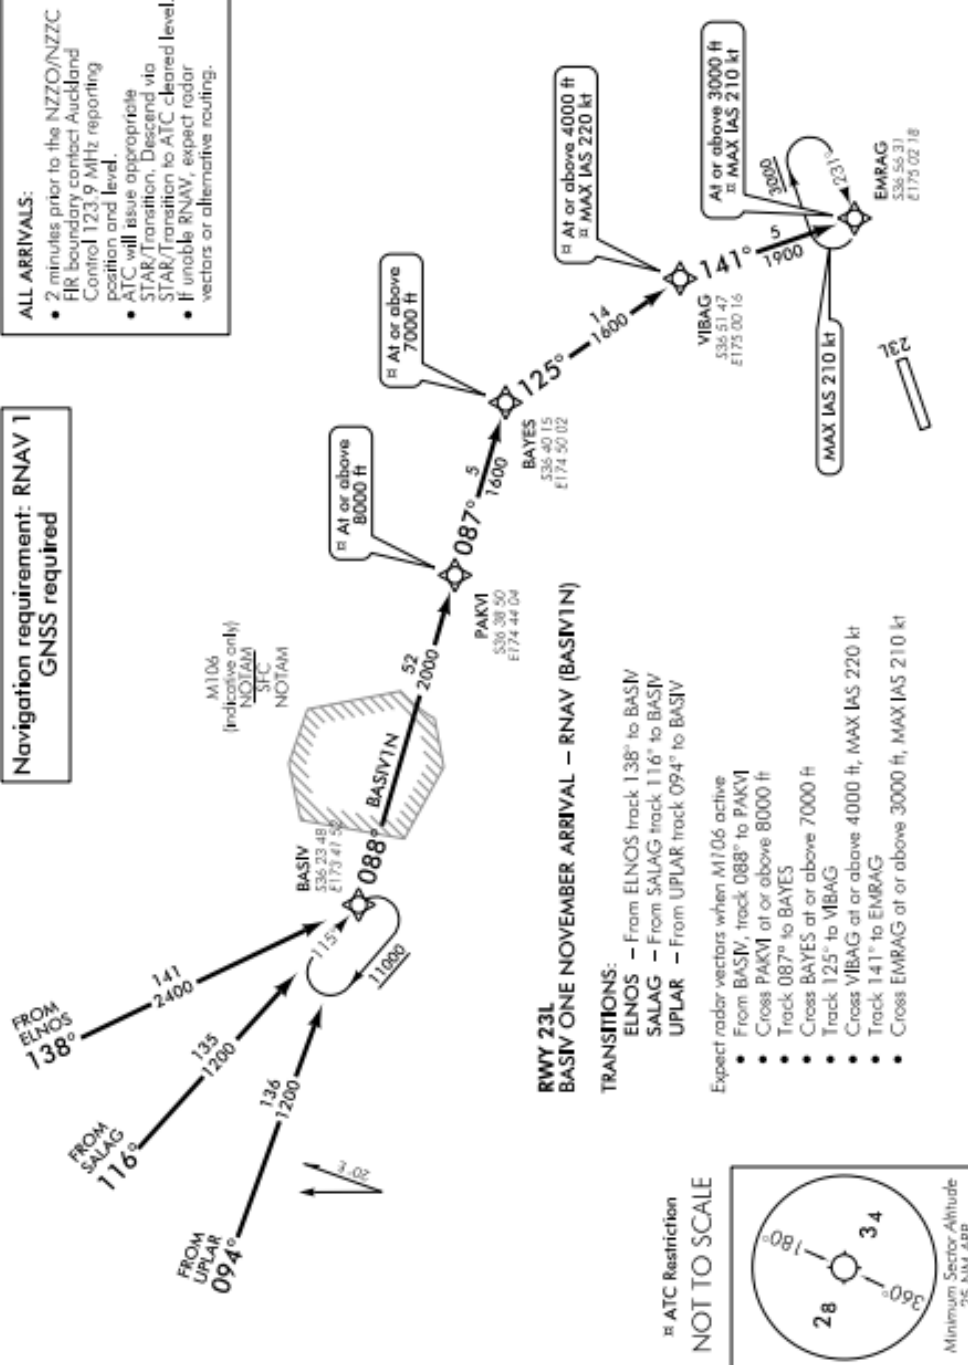 ALL ARRIVALS:
• 2 minutes prior to the NZZO/NZZC
FIR boundary contact Auckland
Control 123.9 MHz reporting
position and level.
• ATC will issue appropriate
STAR/Transition. Descend via
STAR/Transition to ATC cleared level.
• If unable RNAV, expect radar
vectors or alternative routing.
Navigation requirement: RNAV 1
GNSS required
FROM
ELNOS
138°
141
2400
FROM
SALAG
116°
135
1200
FROM
UPLAR
094°
136
1200
20° E
M106
(indicative only)
NOTAM
SFC
NOTAM
BASIV
S36 23 48
E173 41 52
115°
11000
088°
BASIV1N
52
2000
¤ At or above
8000 ft
PAKVI
S36 38 50
E174 44 04
087°
5
1600
¤ At or above
7000 ft
BAYES
S36 40 15
E174 50 02
125°
14
1600
¤ At or above 4000 ft
¤ MAX IAS 220 kt
VIBAG
S36 51 47
E175 00 16
141°
5
1900
At or above 3000 ft
¤ MAX IAS 210 kt
3000
231°
EMRAG
S36 56 31
E175 02 18
MAX IAS 210 kt
23L
RWY 23L
BASIV ONE NOVEMBER ARRIVAL – RNAV (BASIV1N)
TRANSITIONS:
ELNOS – From ELNOS track 138° to BASIV
SALAG – From SALAG track 116° to BASIV
UPLAR – From UPLAR track 094° to BASIV
Expect radar vectors when M106 active
• From BASIV, track 088° to PAKVI
• Cross PAKVI at or above 8000 ft
• Track 087° to BAYES
• Cross BAYES at or above 7000 ft
• Track 125° to VIBAG
• Cross VIBAG at or above 4000 ft, MAX IAS 220 kt
• Track 141° to EMRAG
• Cross EMRAG at or above 3000 ft, MAX IAS 210 kt
¤ ATC Restriction
NOT TO SCALE
180°
34
28
360°
Minimum Sector Altitude
25 NM ARP